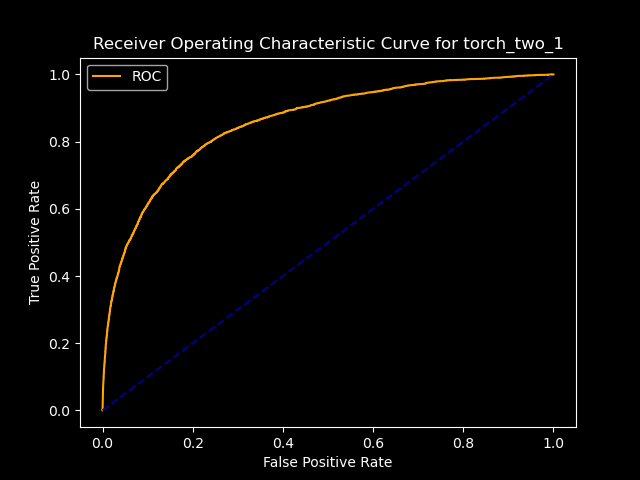 Receiver Operating Characteristic Curve for torch_two_1
ROC
1.0
0.8
0.6
0.4
0.2
0.0
True Positive Rate
0.0 0.2 0.4 0.6 0.8 1.0
False Positive Rate